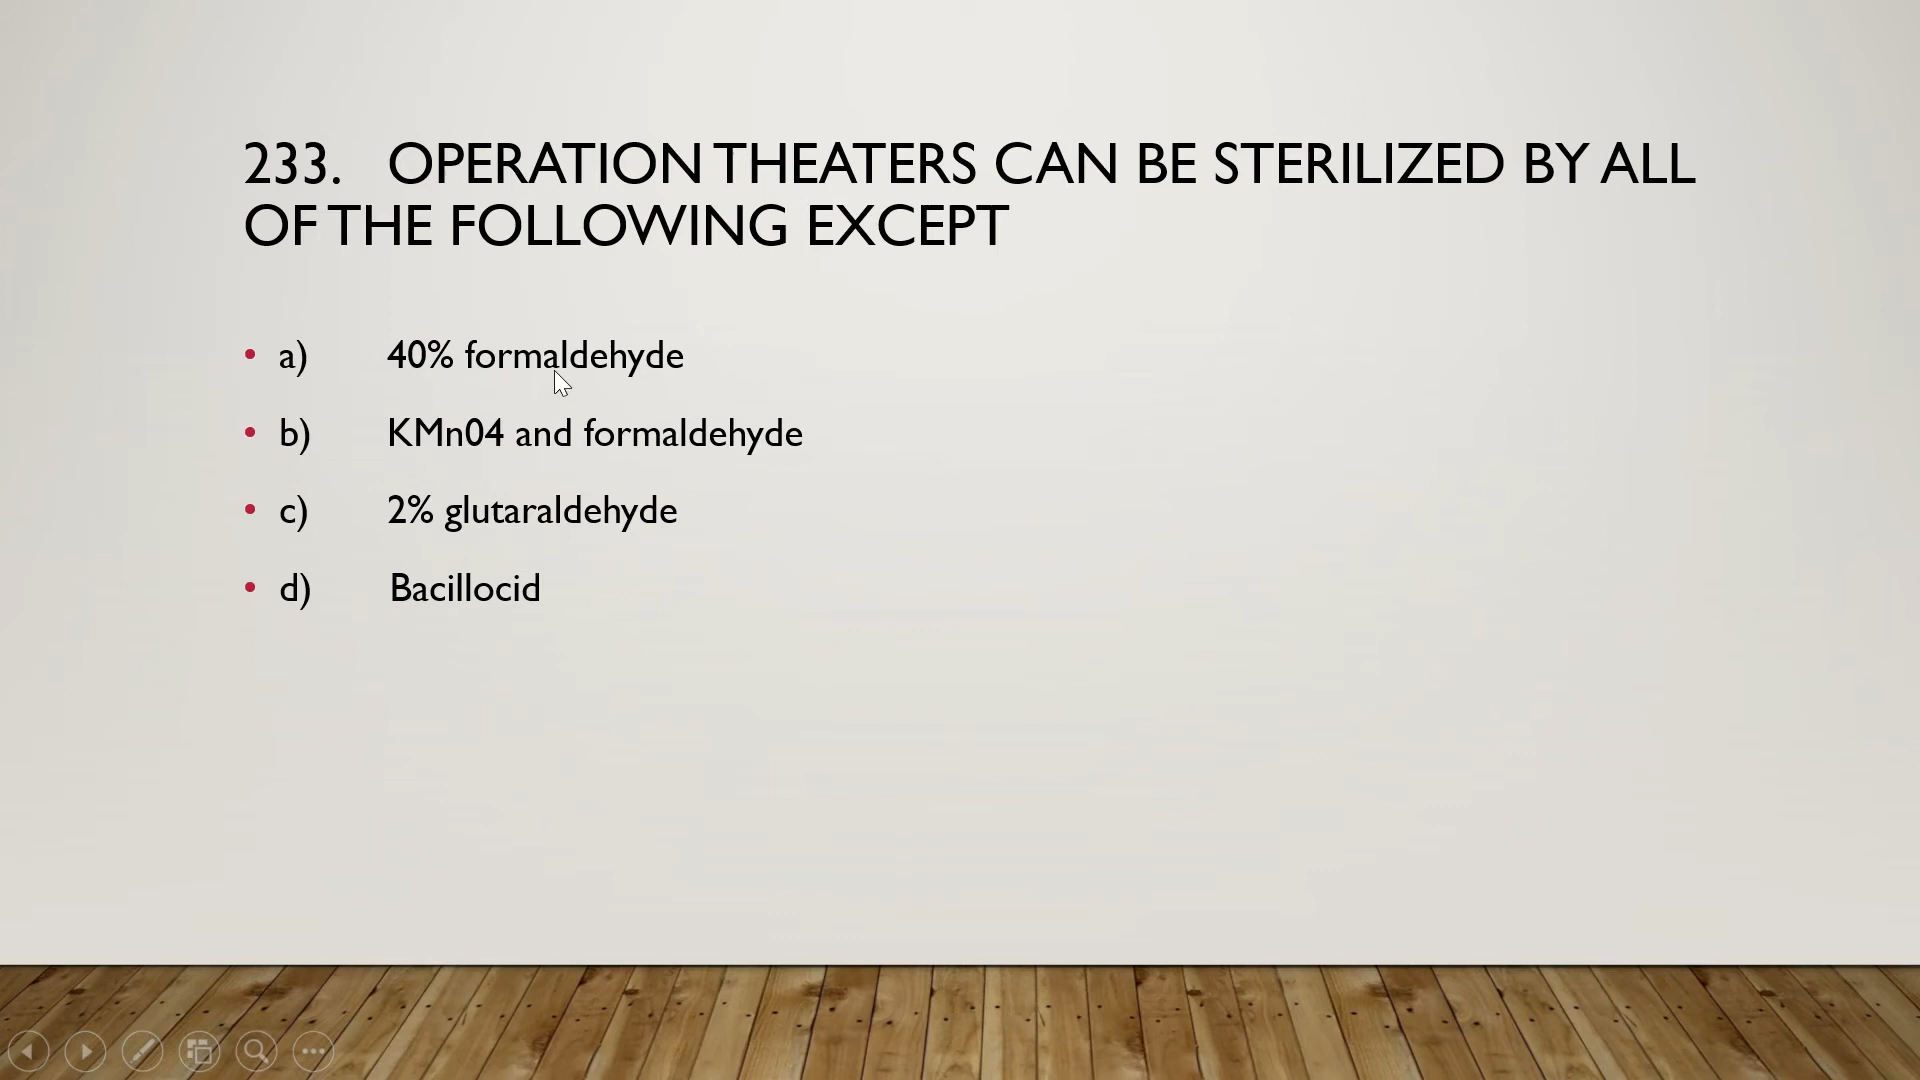 233. OPERATION THEATERS CAN BE STERILIZED BY ALL
OF THE FOLLOWING EXCEPT
• a) 40% formaldehyde
• b) KMn04 and formaldehyde
• c) 2% glutaraldehyde
• d) Bacillocid